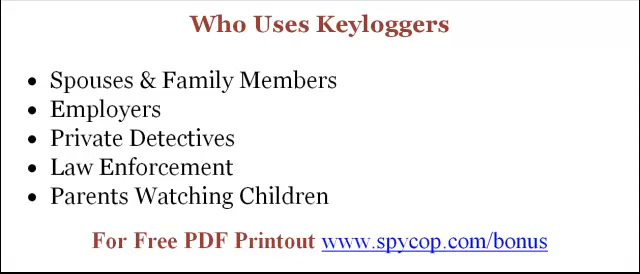 Who Uses Keyloggers
• Spouses & Family Members
• Employers
• Private Detectives
• Law Enforcement
• Parents Watching Children
For Free PDF Printout www.spycop.com/bonus